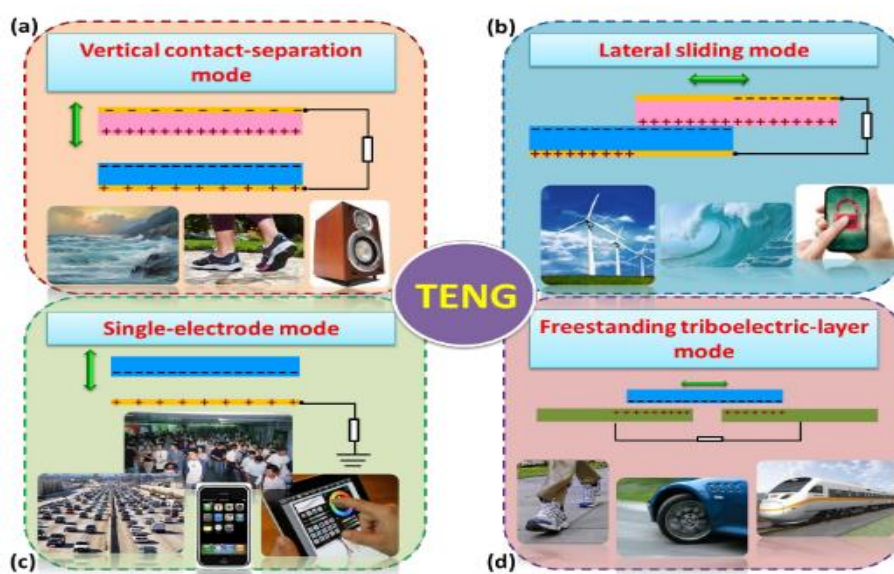 (a)
Vertical contact-separation
mode
(b)
Lateral sliding mode
TENG
Single-electrode mode
(c)
Freestanding triboelectric-layer
mode
(d)